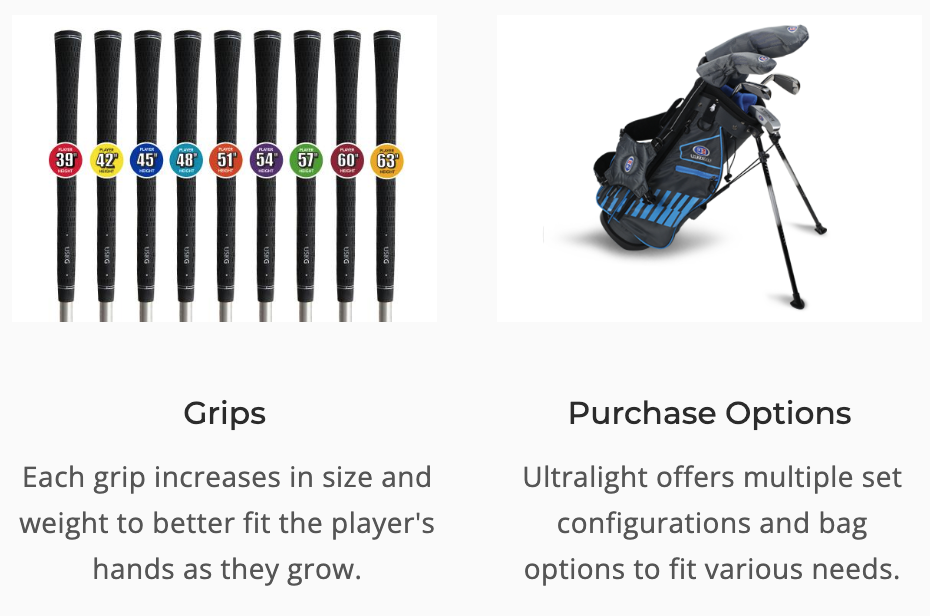 PLAYER 39" HEIGHT
PLAYER 42" HEIGHT
PLAYER 45" HEIGHT
PLAYER 48" HEIGHT
PLAYER 51" HEIGHT
PLAYER 54" HEIGHT
PLAYER 57" HEIGHT
PLAYER 60" HEIGHT
PLAYER 63" HEIGHT
USKG USKG USKG USKG USKG USKG USKG USKG USKG
Grips
Each grip increases in size and
weight to better fit the player's
hands as they grow.
Purchase Options
Ultralight offers multiple set
configurations and bag
options to fit various needs.